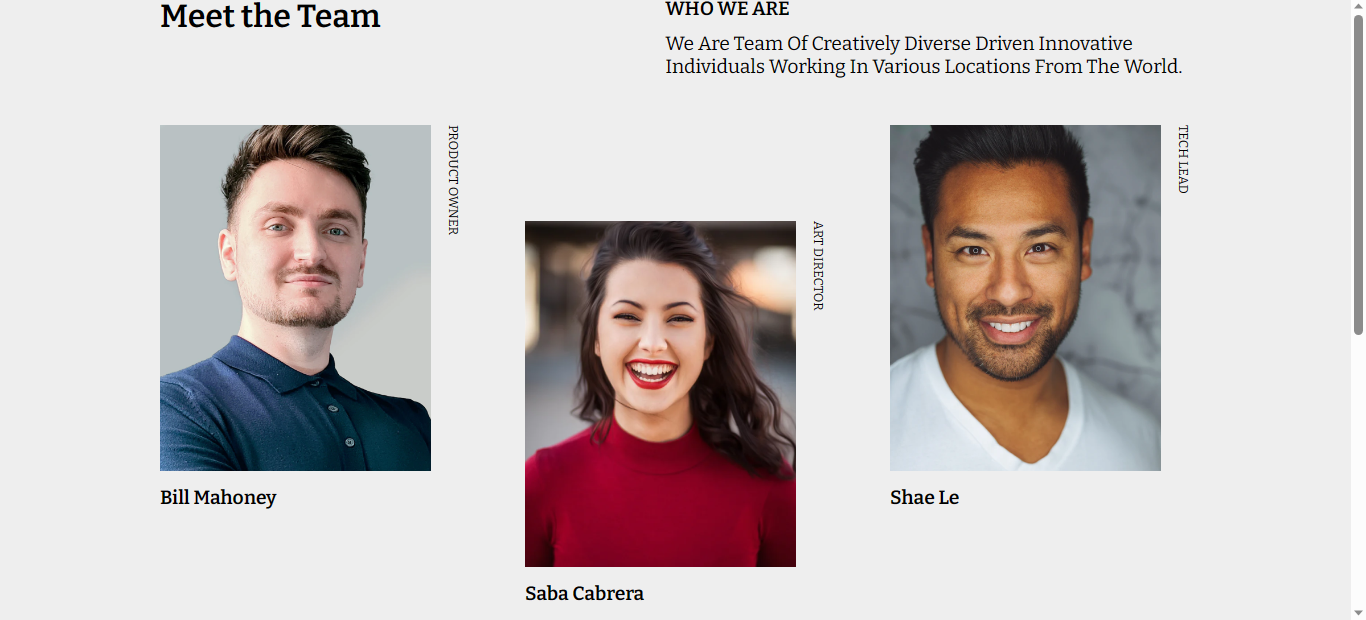 Meet the Team
WHO WE ARE
We Are Team Of Creatively Diverse Driven Innovative
Individuals Working In Various Locations From The World.
PRODUCT OWNER
Bill Mahoney
ART DIRECTOR
Saba Cabrera
TECH LEAD
Shae Le